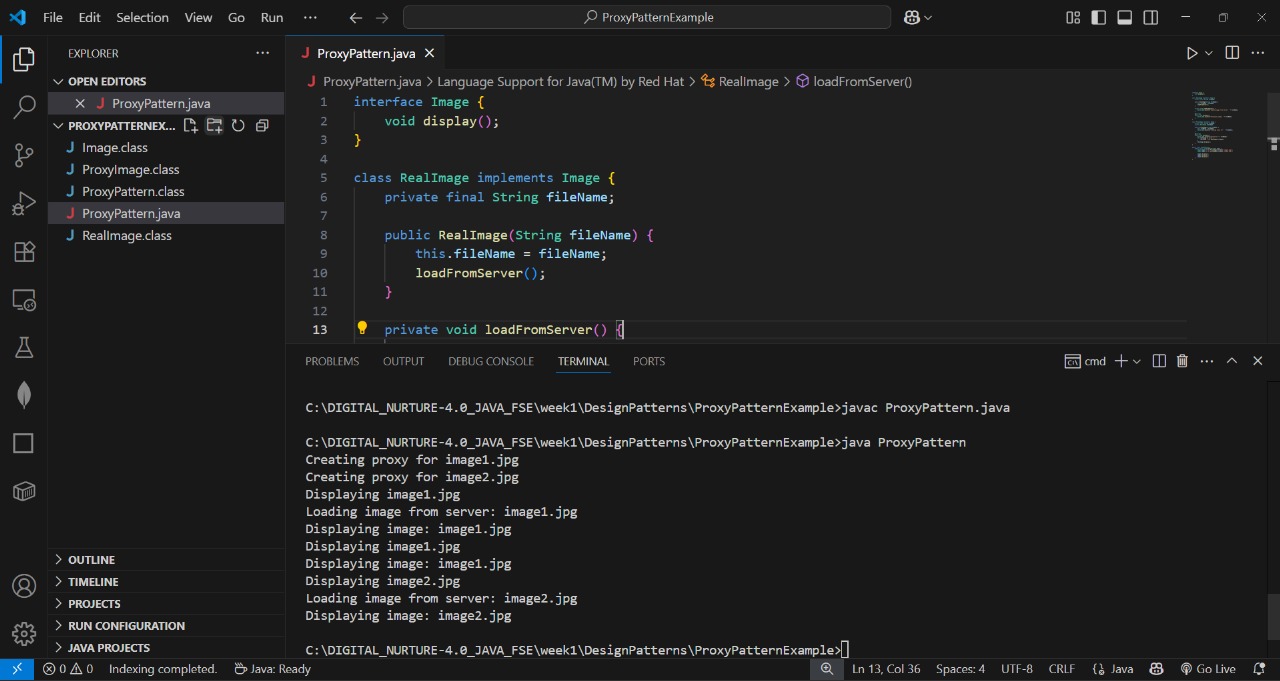 File Edit Selection View Go Run ··· ProxyPatternExample
EXPLORER ···
OPEN EDITORS
J ProxyPattern.java
PROXYPATTERNEX...
J Image.class
J ProxyImage.class
J ProxyPattern.class
J ProxyPattern.java
J RealImage.class
OUTLINE
TIMELINE
PROJECTS
RUN CONFIGURATION
JAVA PROJECTS
J ProxyPattern.java
J ProxyPattern.java > Language Support for Java(TM) by Red Hat > RealImage > loadFromServer()
1 interface Image {
2 void display();
3 }
4
5 class RealImage implements Image {
6 private final String fileName;
7
8 public RealImage(String fileName) {
9 this.fileName = fileName;
10 loadFromServer();
11 }
12
13 private void loadFromServer() {
PROBLEMS OUTPUT DEBUG CONSOLE TERMINAL PORTS cmd
C:\DIGITAL_NURTURE-4.0_JAVA_FSE\week1\DesignPatterns\ProxyPatternExample>javac ProxyPattern.java
C:\DIGITAL_NURTURE-4.0_JAVA_FSE\week1\DesignPatterns\ProxyPatternExample>java ProxyPattern
Creating proxy for image1.jpg
Creating proxy for image2.jpg
Displaying image1.jpg
Loading image from server: image1.jpg
Displaying image: image1.jpg
Displaying image1.jpg
Displaying image: image1.jpg
Displaying image2.jpg
Loading image from server: image2.jpg
Displaying image: image2.jpg
C:\DIGITAL_NURTURE-4.0_JAVA_FSE\week1\DesignPatterns\ProxyPatternExample>
0 0 Indexing completed. Java: Ready Ln 13, Col 36 Spaces: 4 UTF-8 CRLF {} Java Go Live